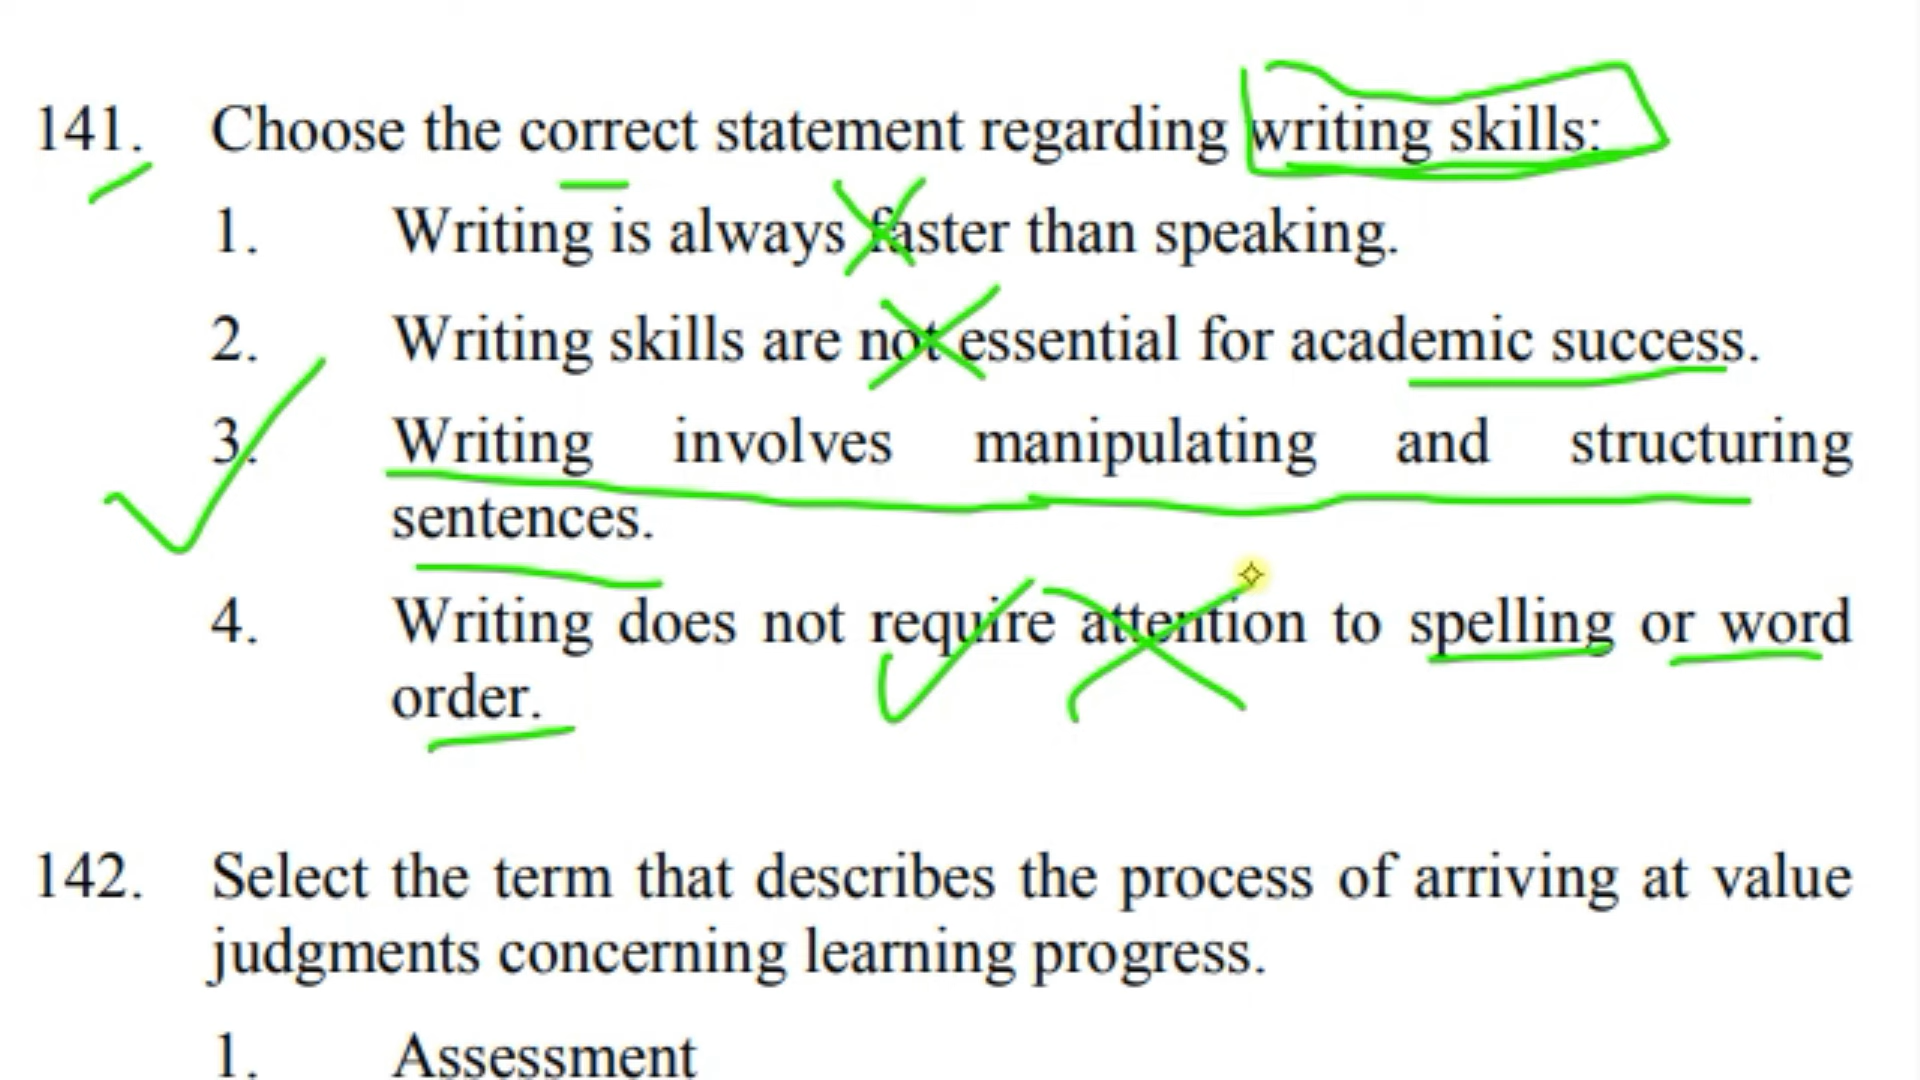 141. Choose the correct statement regarding writing skills:
1. Writing is always faster than speaking.
2. Writing skills are not essential for academic success.
3. Writing involves manipulating and structuring
sentences.
4. Writing does not require attention to spelling or word
order.
142. Select the term that describes the process of arriving at value
judgments concerning learning progress.
1. Assessment